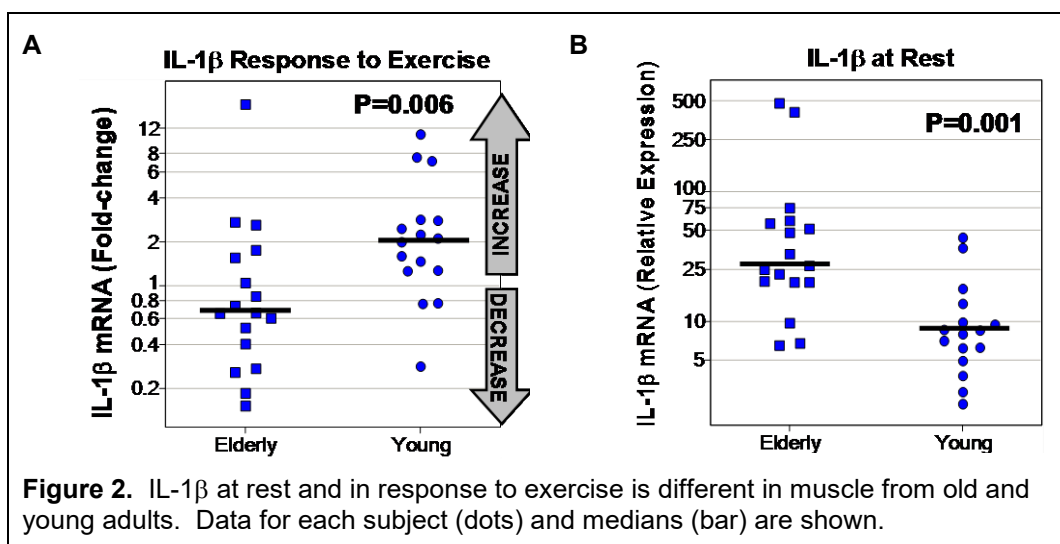 A
IL-1β Response to Exercise
P=0.006
IL-1β mRNA (Fold-change)
12
8
6
4
2
1
0.8
0.6
0.4
0.2
INCREASE
DECREASE
Elderly
Young
B
IL-1β at Rest
P=0.001
IL-1β mRNA (Relative Expression)
500
250
100
75
50
25
10
5
Elderly
Young
Figure 2. IL-1β at rest and in response to exercise is different in muscle from old and
young adults. Data for each subject (dots) and medians (bar) are shown.